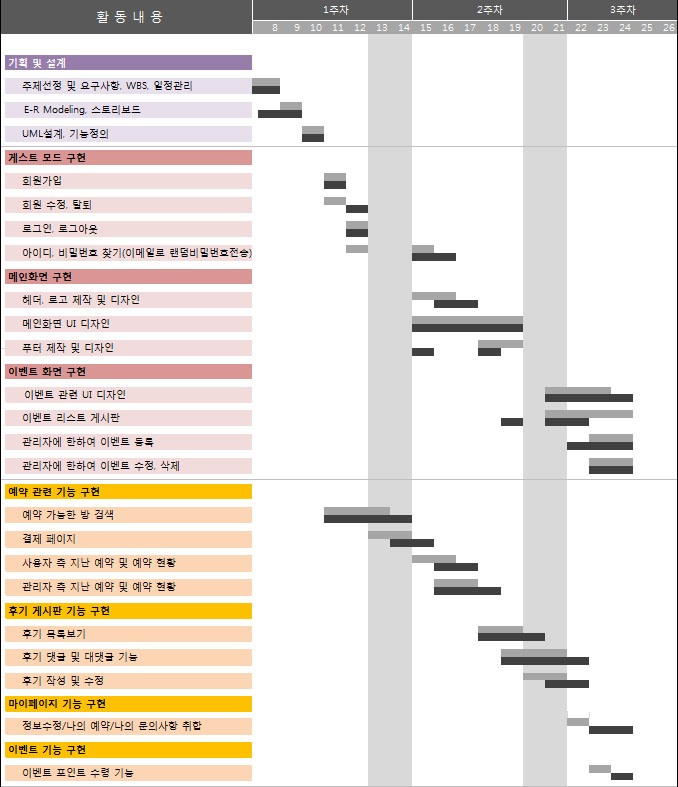 활 동 내 용
1주차
2주차
3주차
8 9 10 11 12 13 14 15 16 17 18 19 20 21 22 23 24 25 26
기획 및 설계
주제선정 및 요구사항, WBS, 일정관리
E-R Modeling, 스토리보드
UML설계, 기능정의
게스트 모드 구현
회원가입
회원 수정, 탈퇴
로그인, 로그아웃
아이디, 비밀번호 찾기(이메일로 랜덤비밀번호전송)
메인화면 구현
헤더, 로고 제작 및 디자인
메인화면 UI 디자인
푸터 제작 및 디자인
이벤트 화면 구현
이벤트 관련 UI 디자인
이벤트 리스트 게시판
관리자에 한하여 이벤트 등록
관리자에 한하여 이벤트 수정, 삭제
예약 관련 기능 구현
예약 가능한 방 검색
결제 페이지
사용자 측 지난 예약 및 예약 현황
관리자 측 지난 예약 및 예약 현황
후기 게시판 기능 구현
후기 목록보기
후기 댓글 및 대댓글 기능
후기 작성 및 수정
마이페이지 기능 구현
정보수정/나의 예약/나의 문의사항 취합
이벤트 기능 구현
이벤트 포인트 수령 기능